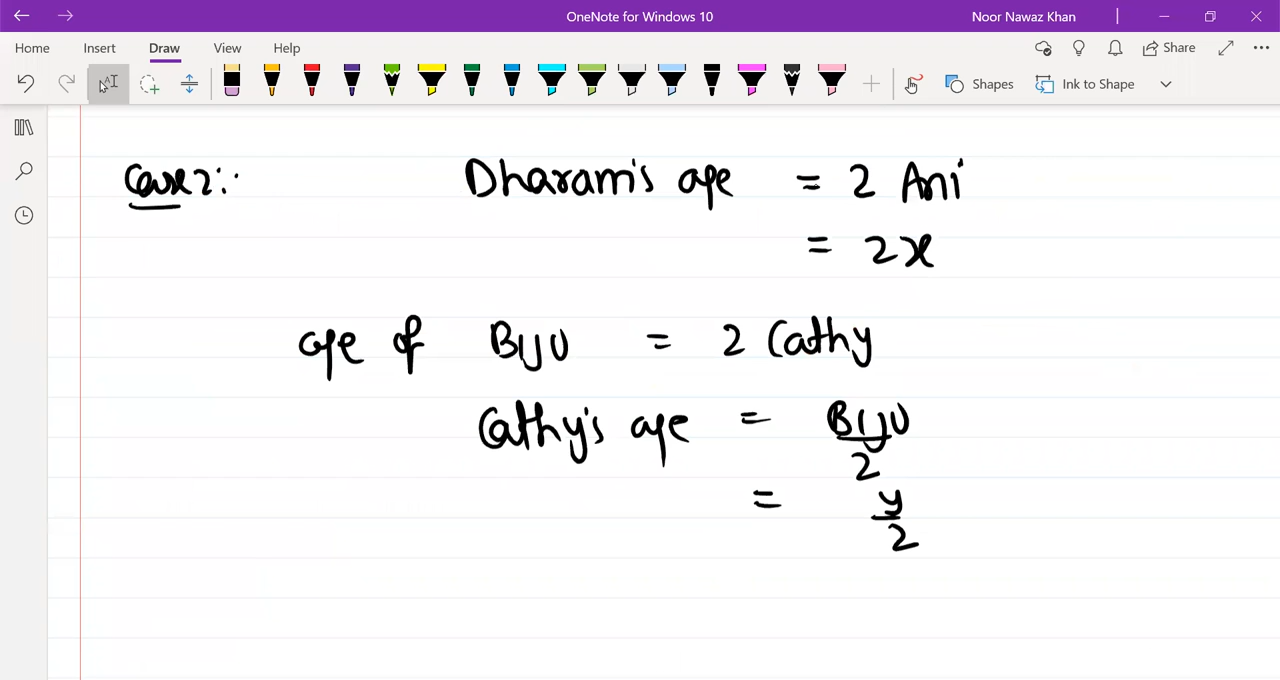 OneNote for Windows 10
Noor Nawaz Khan
Home Insert Draw View Help
Share
Shapes
Ink to Shape
Case 2:- Dharam's age = 2 Ani
= 2x
age of Biju = 2 Cathy
Cathy's age = Biju/2
= y/2